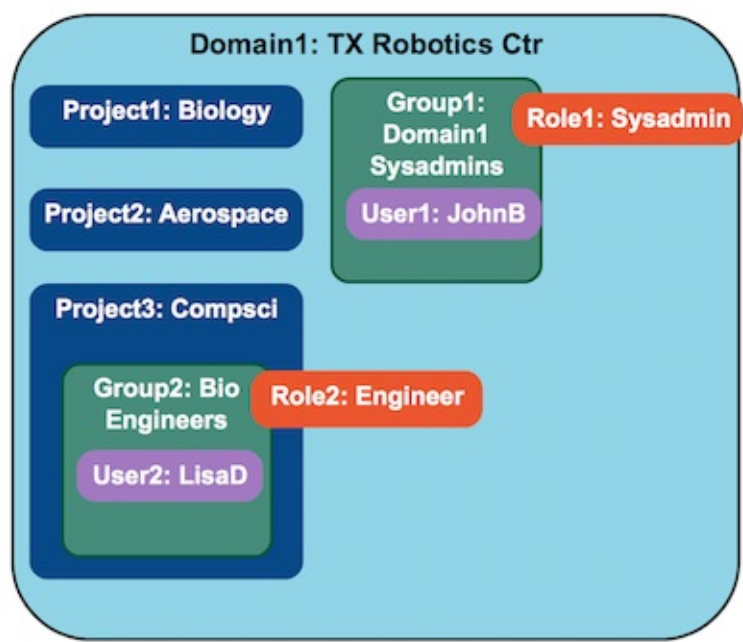 Domain1: TX Robotics Ctr
Project1: Biology
Project2: Aerospace
Project3: Compsci
Group2: Bio
Engineers
User2: LisaD
Role2: Engineer
Group1:
Domain1
Sysadmins
User1: JohnB
Role1: Sysadmin